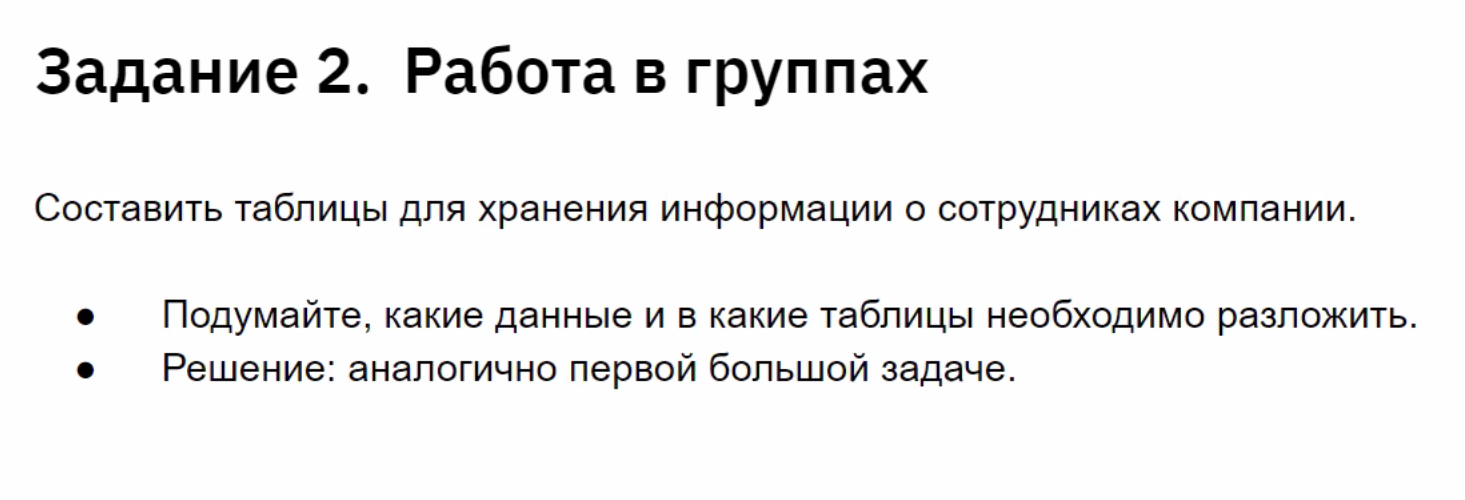 Задание 2. Работа в группах
Составить таблицы для хранения информации о сотрудниках компании.
● Подумайте, какие данные и в какие таблицы необходимо разложить.
● Решение: аналогично первой большой задаче.